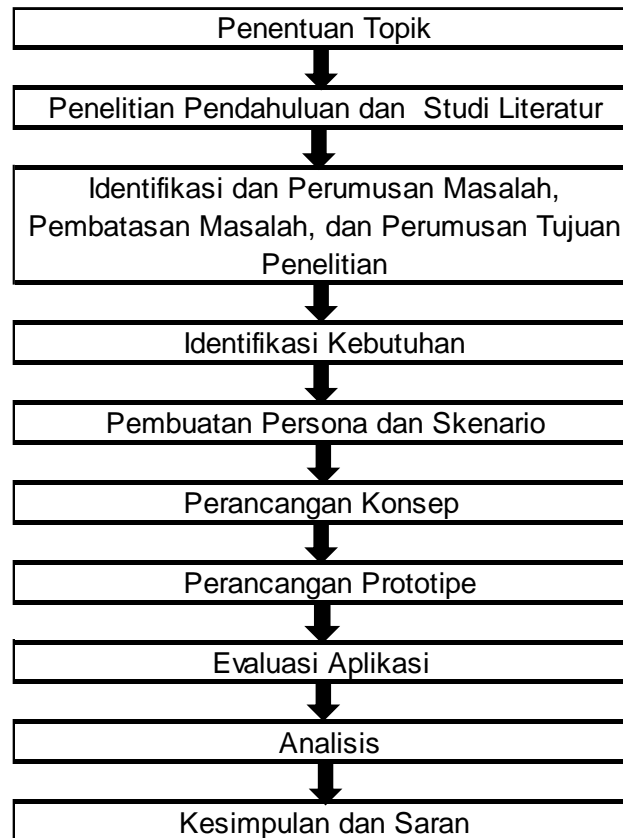 Penentuan Topik
Penelitian Pendahuluan dan Studi Literatur
Identifikasi dan Perumusan Masalah,
Pembatasan Masalah, dan Perumusan Tujuan
Penelitian
Identifikasi Kebutuhan
Pembuatan Persona dan Skenario
Perancangan Konsep
Perancangan Prototipe
Evaluasi Aplikasi
Analisis
Kesimpulan dan Saran